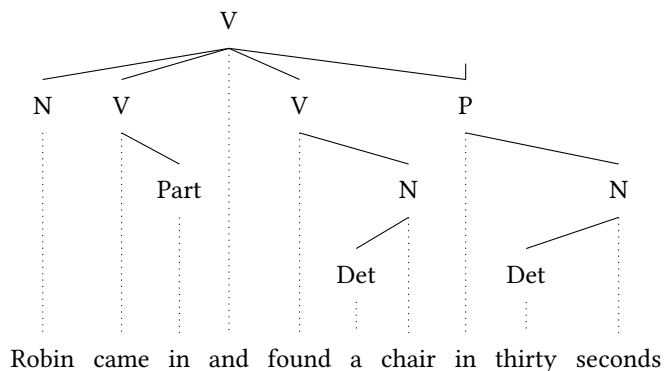 V
N V V P
Part N N
Det Det
Robin came in and found a chair in thirty seconds